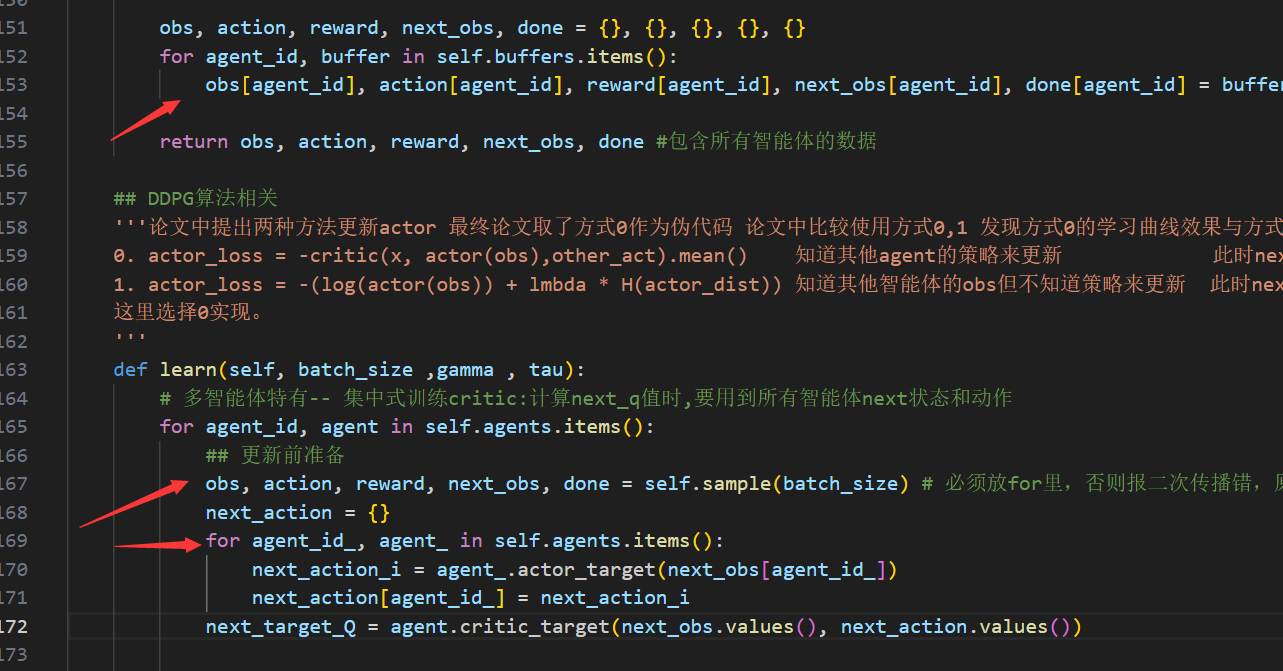 151 obs, action, reward, next_obs, done = {}, {}, {}, {}, {}
152 for agent_id, buffer in self.buffers.items():
153 obs[agent_id], action[agent_id], reward[agent_id], next_obs[agent_id], done[agent_id] = buffe
154
155 return obs, action, reward, next_obs, done #包含所有智能体的数据
156
157 ## DDPG算法相关
158 '''论文中提出两种方法更新actor 最终论文取了方式0作为伪代码 论文中比较使用方式0,1 发现方式0的学习曲线效果与方式
159 0. actor_loss = -critic(x, actor(obs),other_act).mean() 知道其他agent的策略来更新 此时nex
160 1. actor_loss = -(log(actor(obs)) + lmbda * H(actor_dist)) 知道其他智能体的obs但不知道策略来更新 此时nex
161 这里选择0实现。
162 '''
163 def learn(self, batch_size ,gamma , tau):
164 # 多智能体特有-- 集中式训练critic:计算next_q值时,要用到所有智能体next状态和动作
165 for agent_id, agent in self.agents.items():
166 ## 更新前准备
167 obs, action, reward, next_obs, done = self.sample(batch_size) # 必须放for里，否则报二次传播错，
168 next_action = {}
169 for agent_id_, agent_ in self.agents.items():
170 next_action_i = agent_.actor_target(next_obs[agent_id_])
171 next_action[agent_id_] = next_action_i
172 next_target_Q = agent.critic_target(next_obs.values(), next_action.values())
173